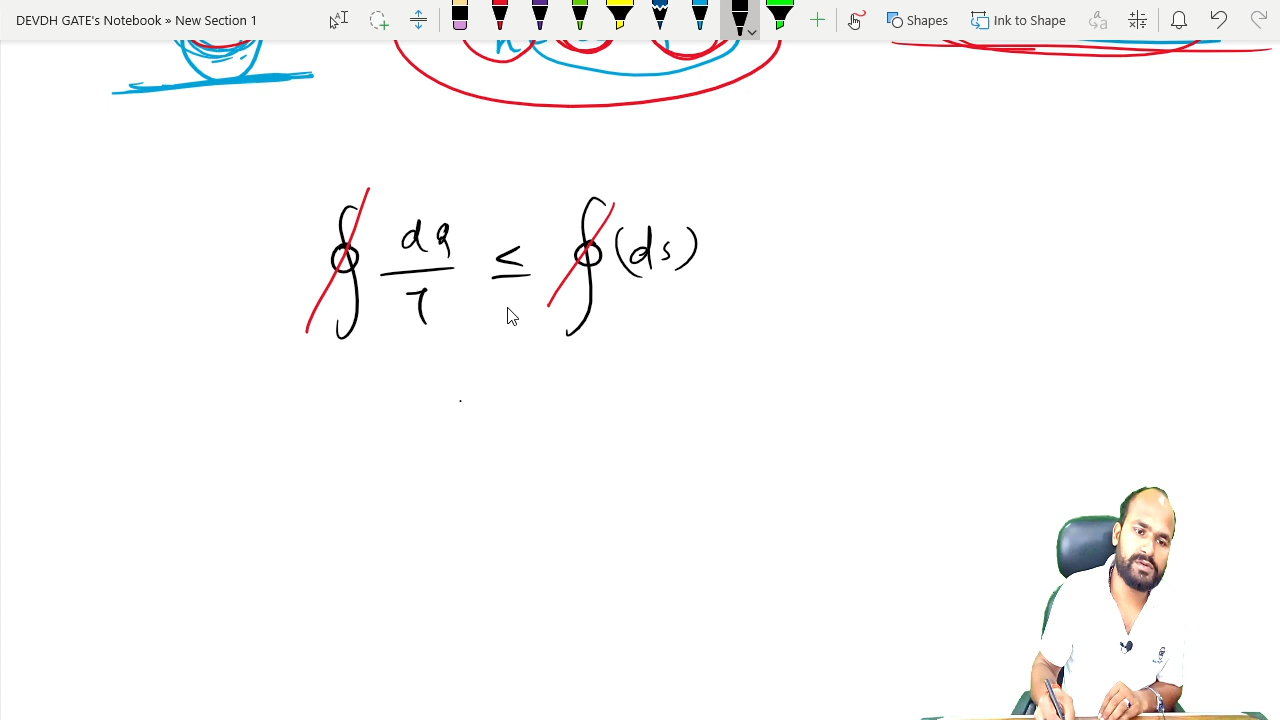 DEVDH GATE's Notebook » New Section 1
Shapes
Ink to Shape
∮ dq/T ≤ ∮ (ds)